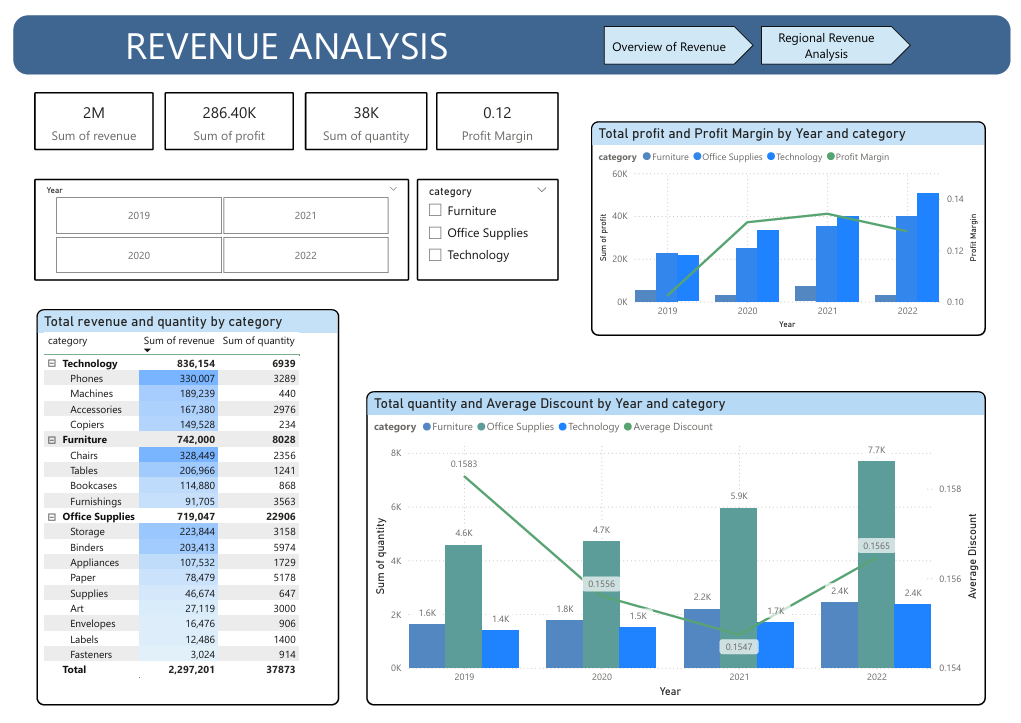 REVENUE ANALYSIS
Overview of Revenue
Regional Revenue
Analysis
2M
Sum of revenue
286.40K
Sum of profit
38K
Sum of quantity
0.12
Profit Margin
Year
2019
2021
2020
2022
category
Furniture
Office Supplies
Technology
Total profit and Profit Margin by Year and category
category Furniture Office Supplies Technology Profit Margin
60K
40K
20K
0K
Sum of profit
0.14
0.12
0.10
Profit Margin
2019 2020 2021 2022
Year
Total revenue and quantity by category
category Sum of revenue Sum of quantity
Technology 836,154 6939
Phones 330,007 3289
Machines 189,239 440
Accessories 167,380 2976
Copiers 149,528 234
Furniture 742,000 8028
Chairs 328,449 2356
Tables 206,966 1241
Bookcases 114,880 868
Furnishings 91,705 3563
Office Supplies 719,047 22906
Storage 223,844 3158
Binders 203,413 5974
Appliances 107,532 1729
Paper 78,479 5178
Supplies 46,674 647
Art 27,119 3000
Envelopes 16,476 906
Labels 12,486 1400
Fasteners 3,024 914
Total 2,297,201 37873
Total quantity and Average Discount by Year and category
category Furniture Office Supplies Technology Average Discount
8K
6K
4K
2K
0K
Sum of quantity
0.1583
4.6K
1.6K
1.4K
4.7K
0.1556
1.8K
1.5K
5.9K
2.2K
1.7K
0.1547
7.7K
0.1565
2.4K
2.4K
0.158
0.156
0.154
Average Discount
2019 2020 2021 2022
Year